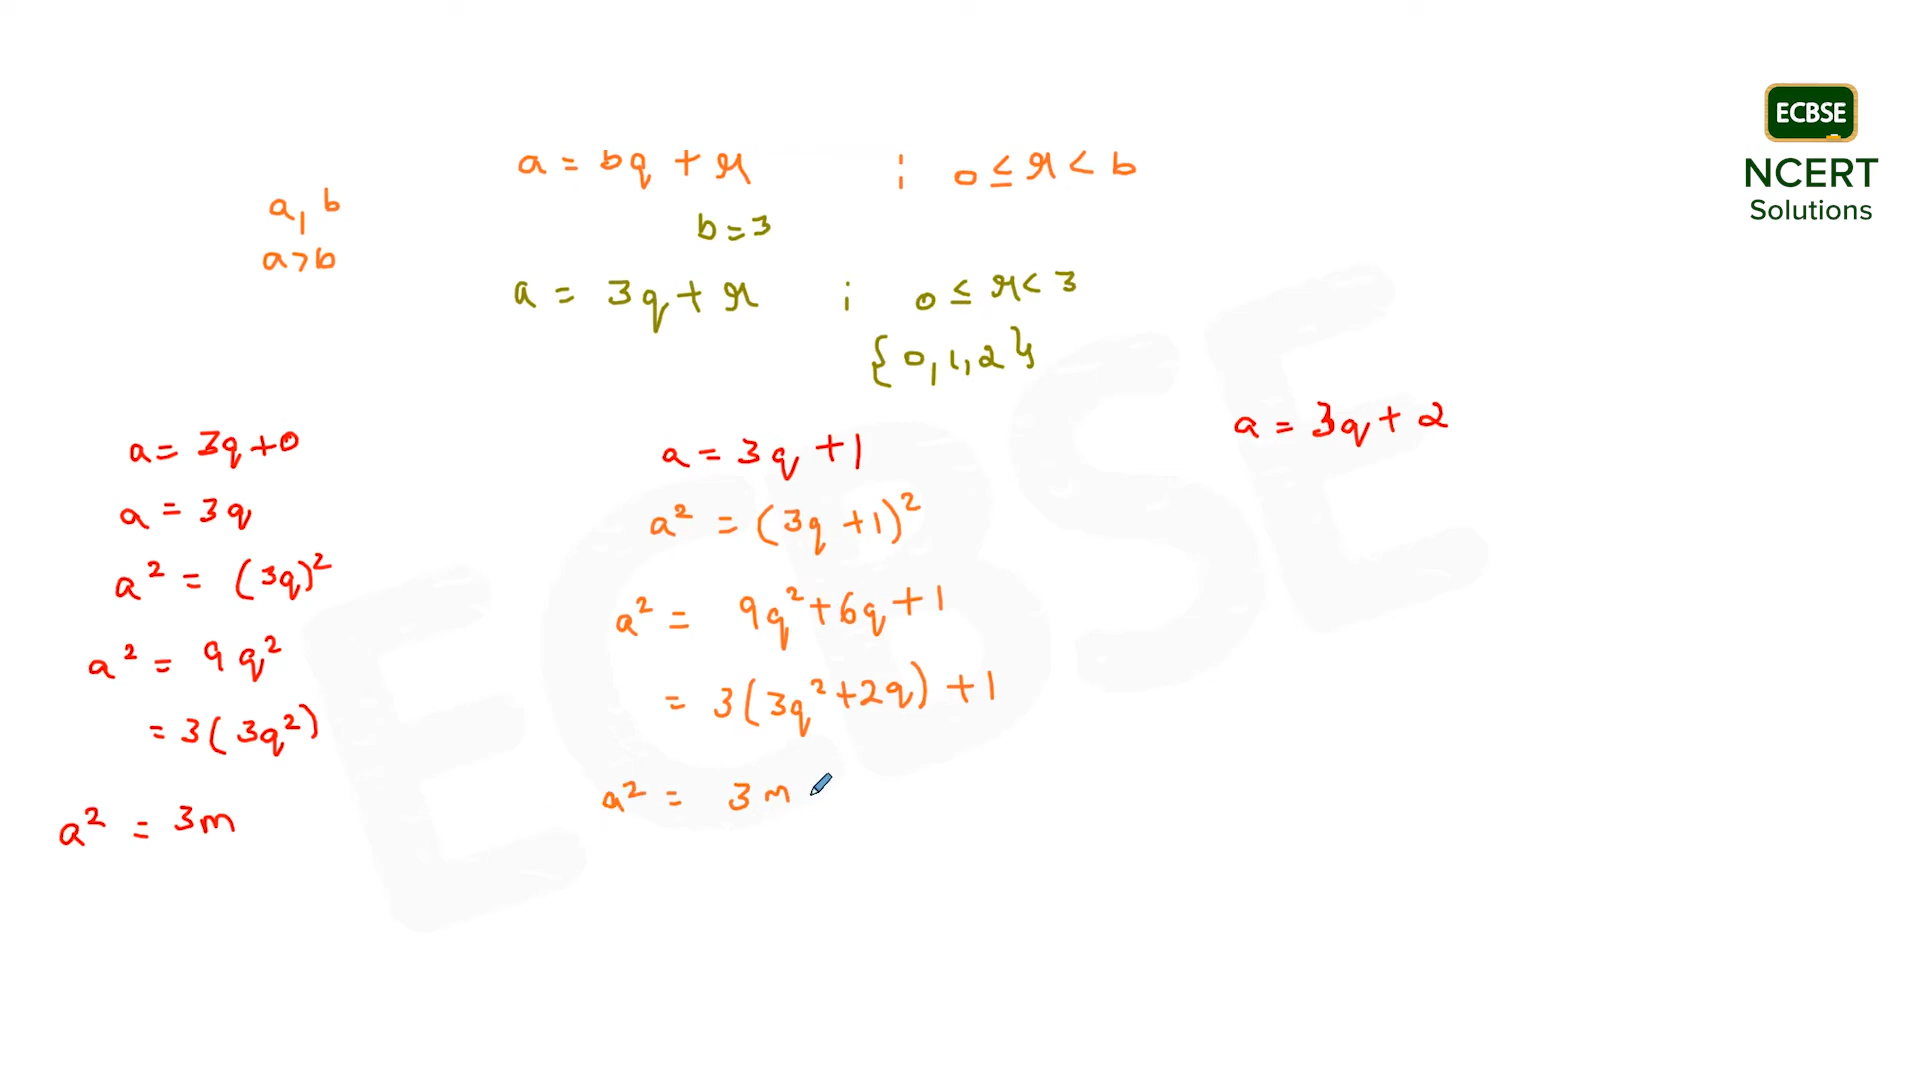 ECBSE
NCERT
Solutions
a = bq + r ; 0 ≤ r < b
a, b
a > b
b = 3
a = 3q + r ; 0 ≤ r < 3
{0, 1, 2}
a = 3q + 0
a = 3q
a² = (3q)²
a² = 9q²
= 3(3q²)
a² = 3m
a = 3q + 1
a² = (3q + 1)²
a² = 9q² + 6q + 1
= 3(3q² + 2q) + 1
a² = 3m
a = 3q + 2
ECBSE